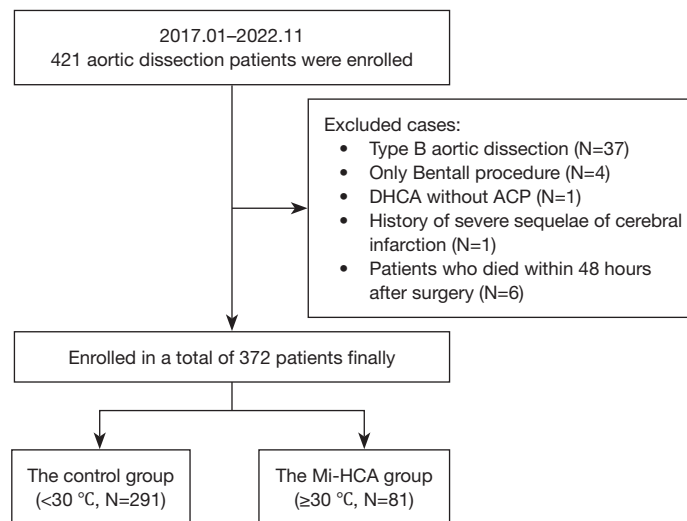 2017.01–2022.11
421 aortic dissection patients were enrolled
Excluded cases:
• Type B aortic dissection (N=37)
• Only Bentall procedure (N=4)
• DHCA without ACP (N=1)
• History of severe sequelae of cerebral
infarction (N=1)
• Patients who died within 48 hours
after surgery (N=6)
Enrolled in a total of 372 patients finally
The control group
(<30 ℃, N=291)
The Mi-HCA group
(≥30 ℃, N=81)